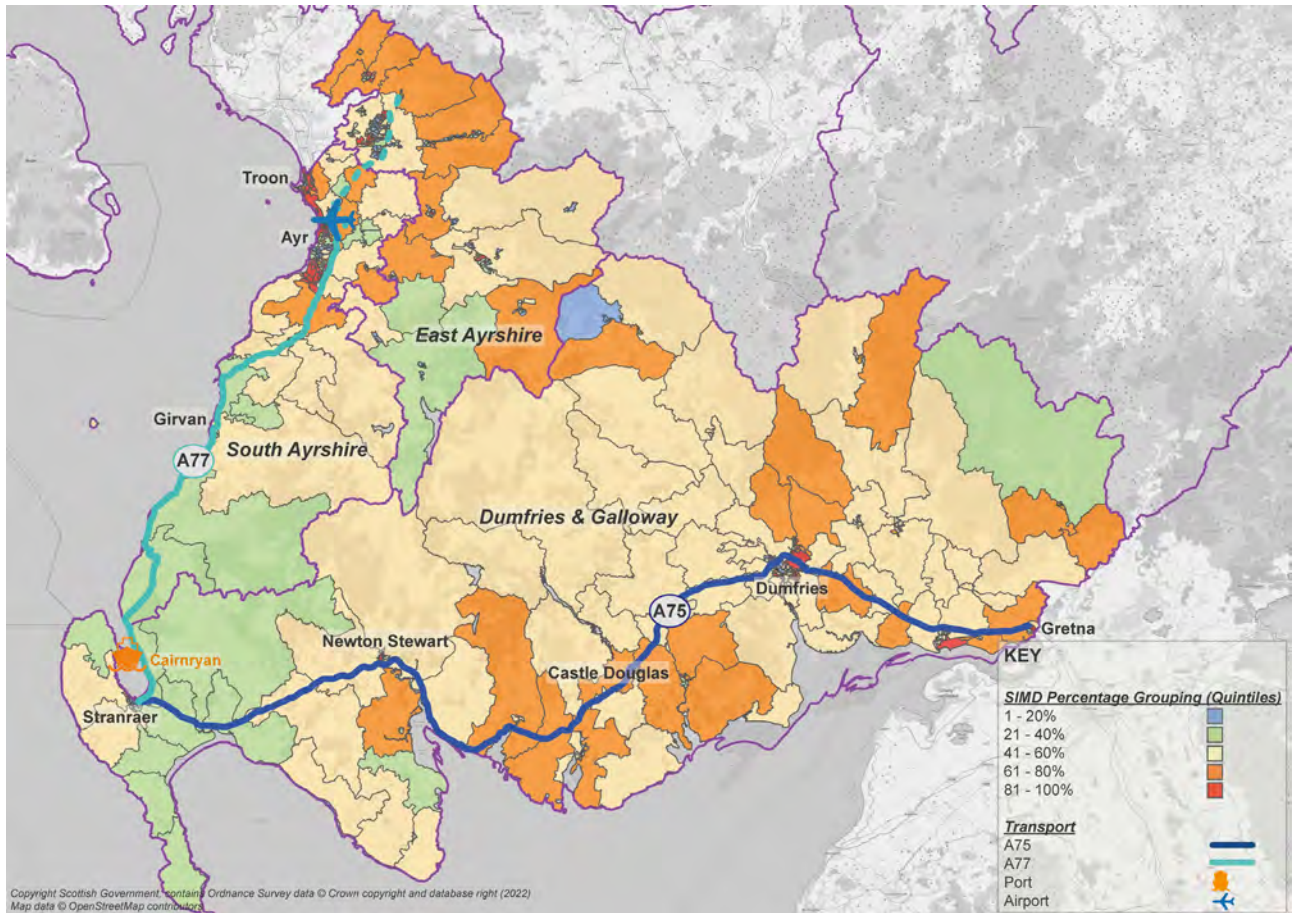 Troon
Ayr
East Ayrshire
Girvan
A77
South Ayrshire
Dumfries & Galloway
Dumfries
A75
Gretna
Newton Stewart
Castle Douglas
Cairnryan
Stranraer
KEY
SIMD Percentage Grouping (Quintiles)
1 - 20%
21 - 40%
41 - 60%
61 - 80%
81 - 100%
Transport
A75
A77
Port
Airport
Copyright Scottish Government, contains Ordnance Survey data © Crown copyright and database right (2022)
Map data © OpenStreetMap contributors